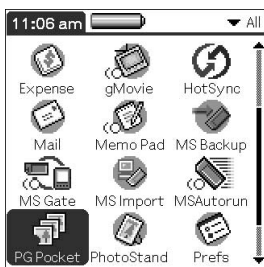 11:06 am All
Expense gMovie HotSync
Mail Memo Pad MS Backup
MS Gate MS Import MSAutorun
PG Pocket PhotoStand Prefs